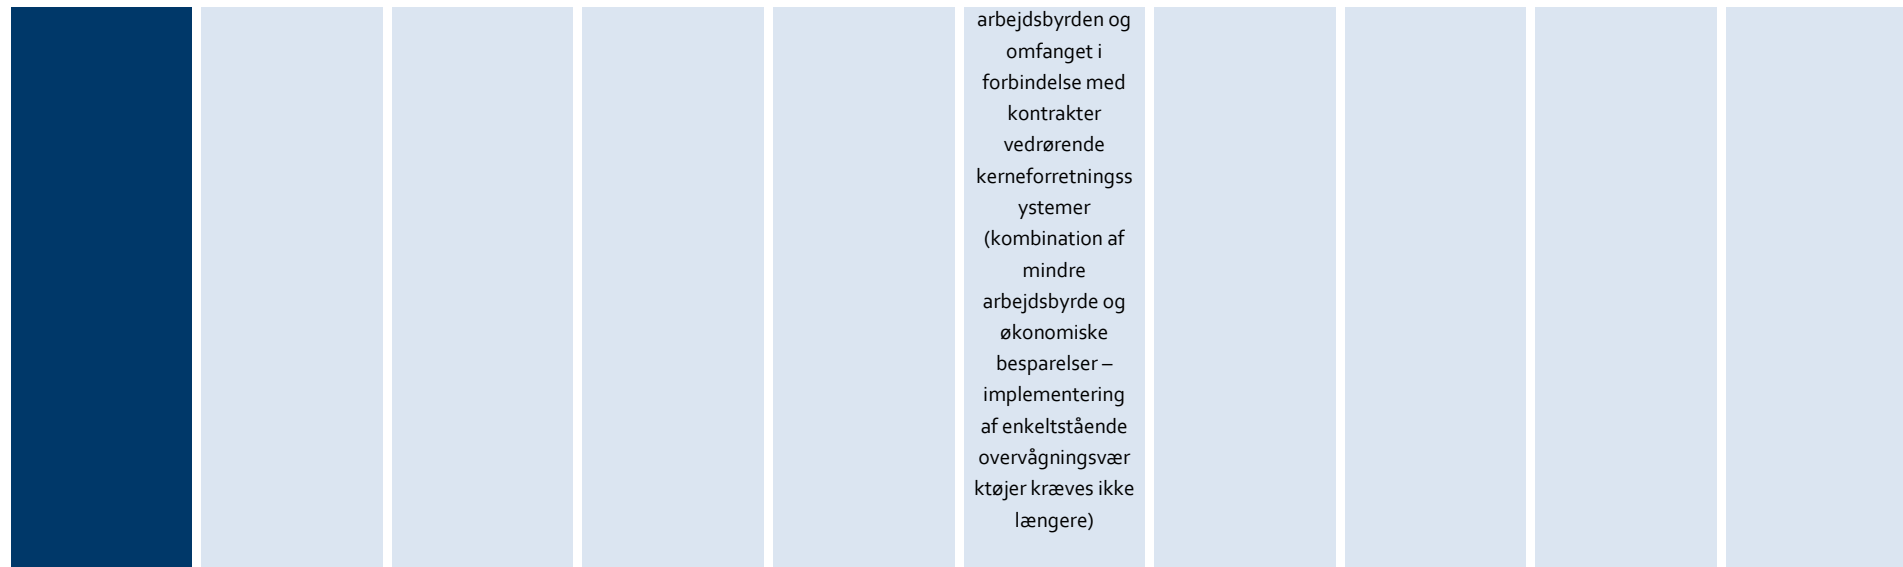 arbejdsbyrden og
omfanget i
forbindelse med
kontrakter
vedrørende
kerneforretningss
ystemer
(kombination af
mindre
arbejdsbyrde og
økonomiske
besparelser –
implementering
af enkeltstående
overvågningsvær
ktøjer kræves ikke
længere)